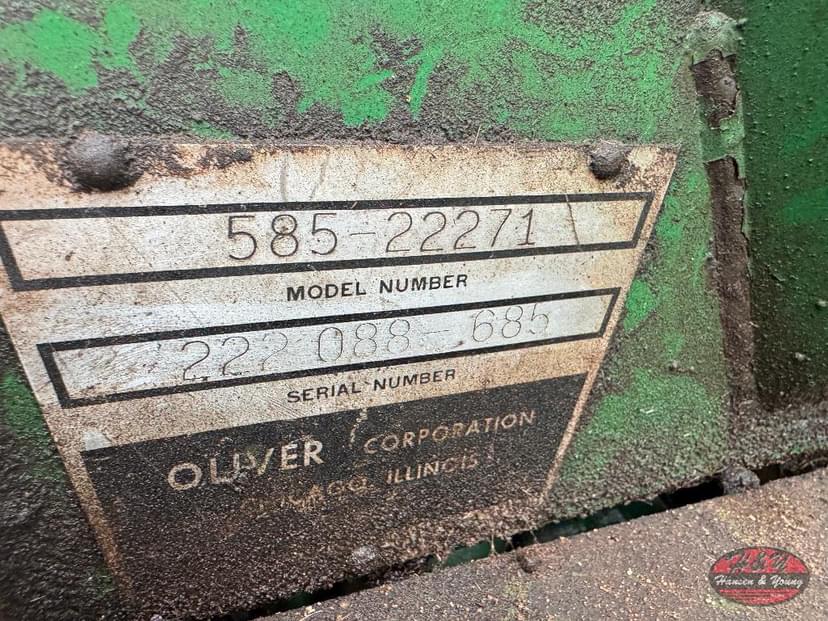 585-22271
MODEL NUMBER
222 088-685
SERIAL NUMBER
OLIVER CORPORATION
CHICAGO, ILLINOIS
Hansen & Young